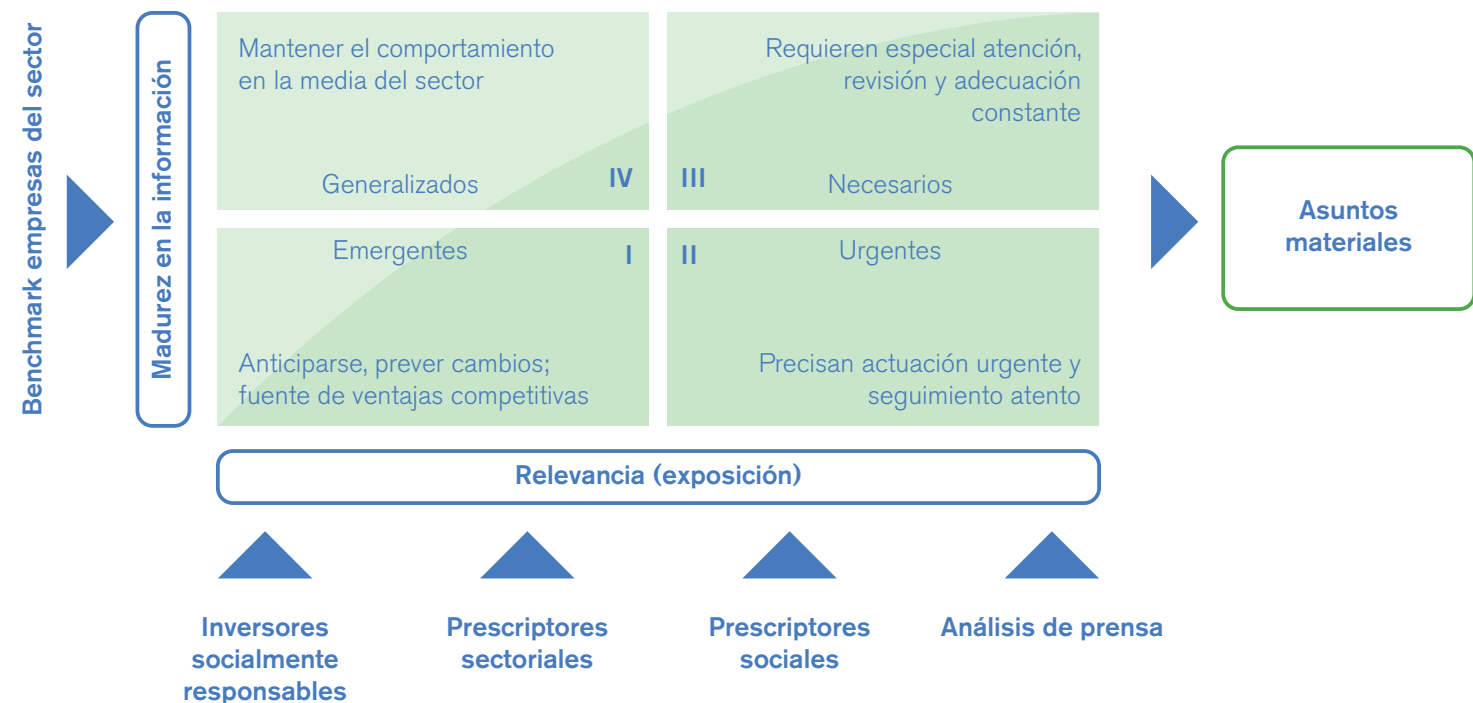 Benchmark empresas del sector
Madurez en la información
Mantener el comportamiento
en la media del sector
Generalizados
IV
Requieren especial atención,
revisión y adecuación
constante
III
Necesarios
Emergentes
I
Anticiparse, prever cambios;
fuente de ventajas competitivas
II
Urgentes
Precisan actuación urgente y
seguimiento atento
Asuntos
materiales
Relevancia (exposición)
Inversores
socialmente
responsables
Prescriptores
sectoriales
Prescriptores
sociales
Análisis de prensa